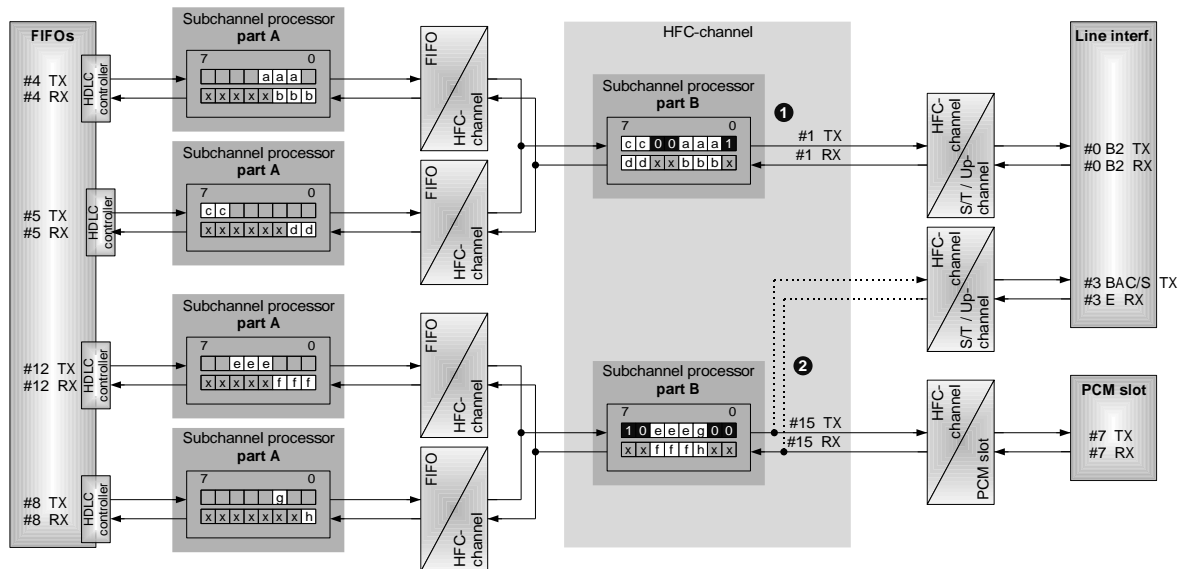 FIFOs
#4 TX
#4 RX
HDLC
controller
Subchannel processor
part A
7 0
a a a
x x x x x b b b
FIFO
HFC-
channel
#5 TX
#5 RX
HDLC
controller
Subchannel processor
part A
7 0
c c
x x x x x x d d
FIFO
HFC-
channel
#12 TX
#12 RX
HDLC
controller
Subchannel processor
part A
7 0
e e e
x x x x x f f f
FIFO
HFC-
channel
#8 TX
#8 RX
HDLC
controller
Subchannel processor
part A
7 0
g
x x x x x x x h
FIFO
HFC-
channel
HFC-channel
Subchannel processor
part B
7 0
c c 0 0 a a a 1
d d x x b b b x
1
#1 TX
#1 RX
HFC-
channel
S/T / Up-
channel
Line interf.
#0 B2 TX
#0 B2 RX
HFC-
channel
S/T / Up-
channel
#3 BAC/S TX
#3 E RX
2
Subchannel processor
part B
7 0
1 0 e e e g 0 0
x x f f f h x x
#15 TX
#15 RX
HFC-
channel
PCM slot
PCM slot
#7 TX
#7 RX